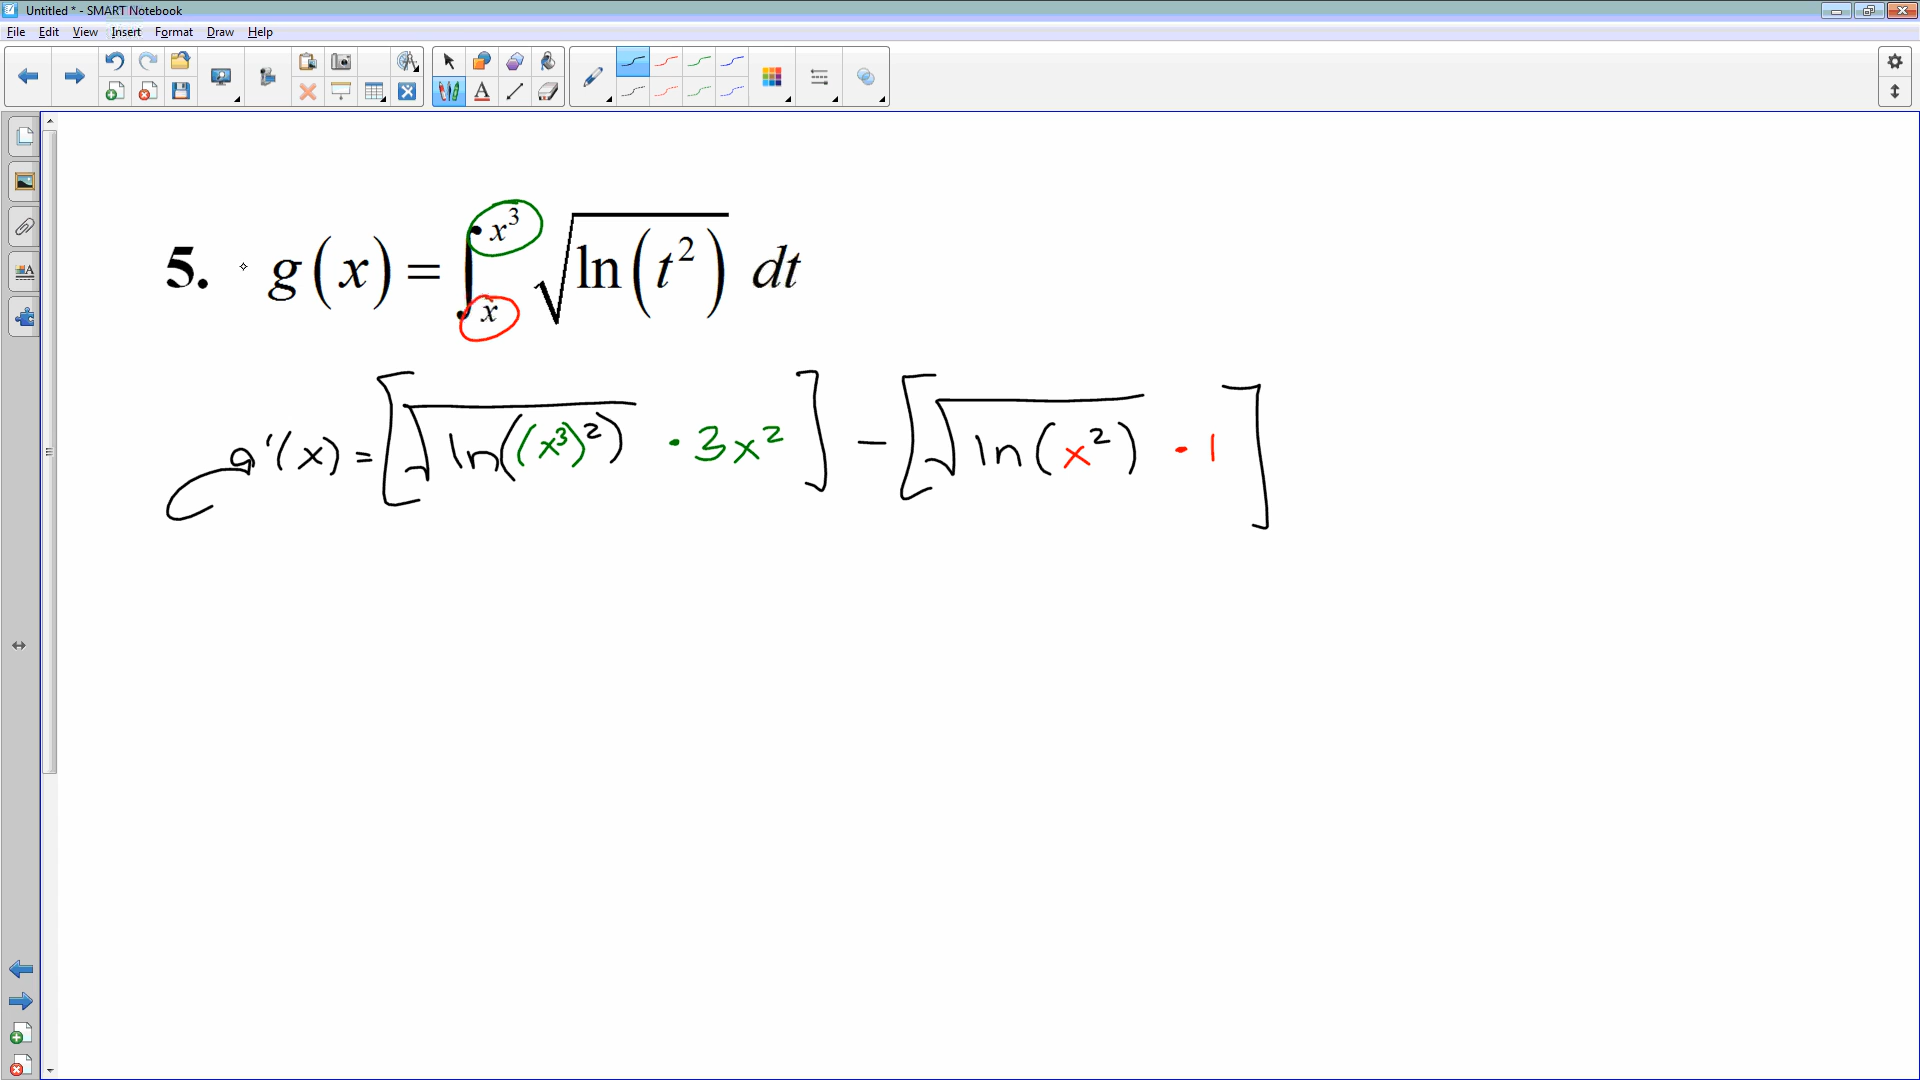 Untitled * - SMART Notebook
File Edit View Insert Format Draw Help
5. g(x) = ∫ₓ^(x³) √(ln(t²)) dt
g'(x) = [√(ln((x³)²)) · 3x²] − [√(ln(x²)) · 1]